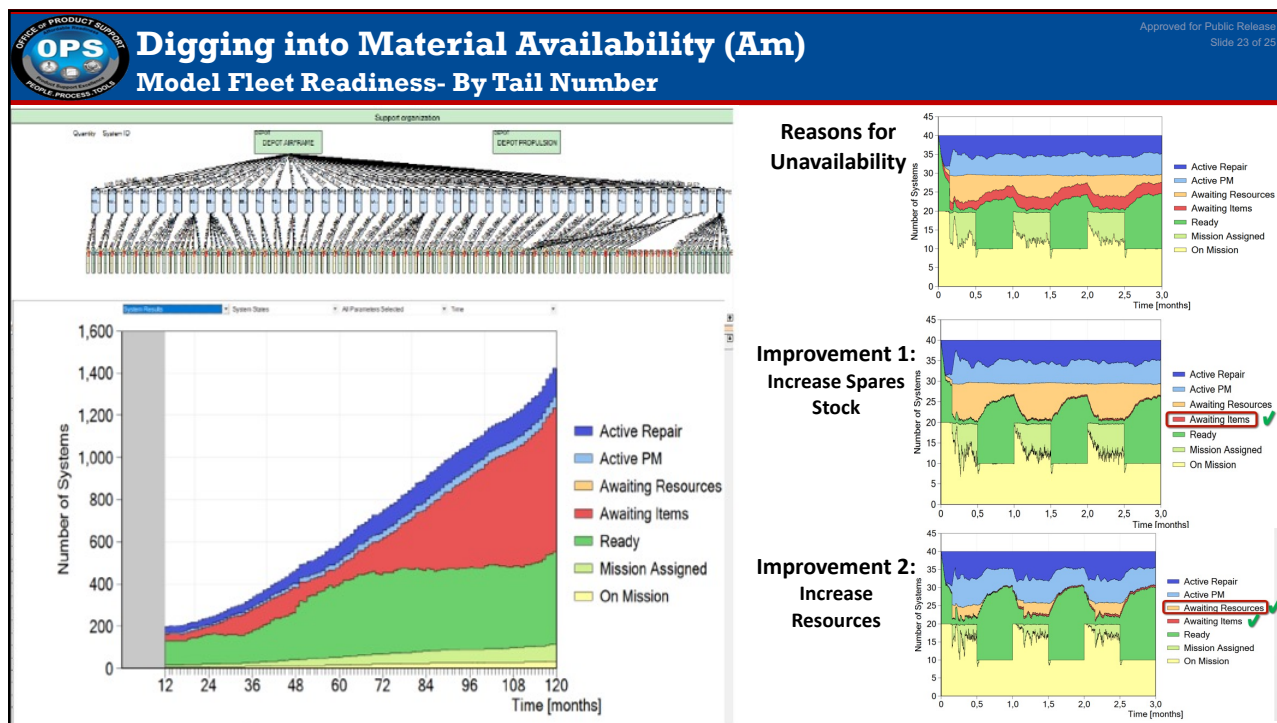 OFFICE OF PRODUCT SUPPORT
OPS
PEOPLE.PROCESS.TOOLS
Digging into Material Availability (Am)
Model Fleet Readiness- By Tail Number
Approved for Public Release
Slide 23 of 25
Support organization
Quantity System ID
DEPOT AIRFRAME
DEPOT PROPULSION
System Results
System States
All Parameters Selected
Time
Number of Systems
1,600
1,400
1,200
1,000
800
600
400
200
0
12 24 36 48 60 72 84 96 108 120
Time [months]
Active Repair
Active PM
Awaiting Resources
Awaiting Items
Ready
Mission Assigned
On Mission
Reasons for
Unavailability
Number of Systems
45
40
35
30
25
20
15
10
5
0
0 0,5 1,0 1,5 2,0 2,5 3,0
Time [months]
Active Repair
Active PM
Awaiting Resources
Awaiting Items
Ready
Mission Assigned
On Mission
Improvement 1:
Increase Spares
Stock
Number of Systems
45
40
35
30
25
20
15
10
5
0
0 0,5 1,0 1,5 2,0 2,5 3,0
Time [months]
Active Repair
Active PM
Awaiting Resources
Awaiting Items
Ready
Mission Assigned
On Mission
Improvement 2:
Increase
Resources
Number of Systems
45
40
35
30
25
20
15
10
5
0
0 0,5 1,0 1,5 2,0 2,5 3,0
Time [months]
Active Repair
Active PM
Awaiting Resources
Awaiting Items
Ready
Mission Assigned
On Mission